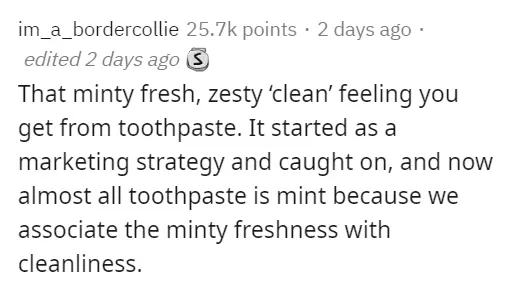 im_a_bordercollie 25.7k points · 2 days ago ·
edited 2 days ago S
That minty fresh, zesty ‘clean’ feeling you
get from toothpaste. It started as a
marketing strategy and caught on, and now
almost all toothpaste is mint because we
associate the minty freshness with
cleanliness.